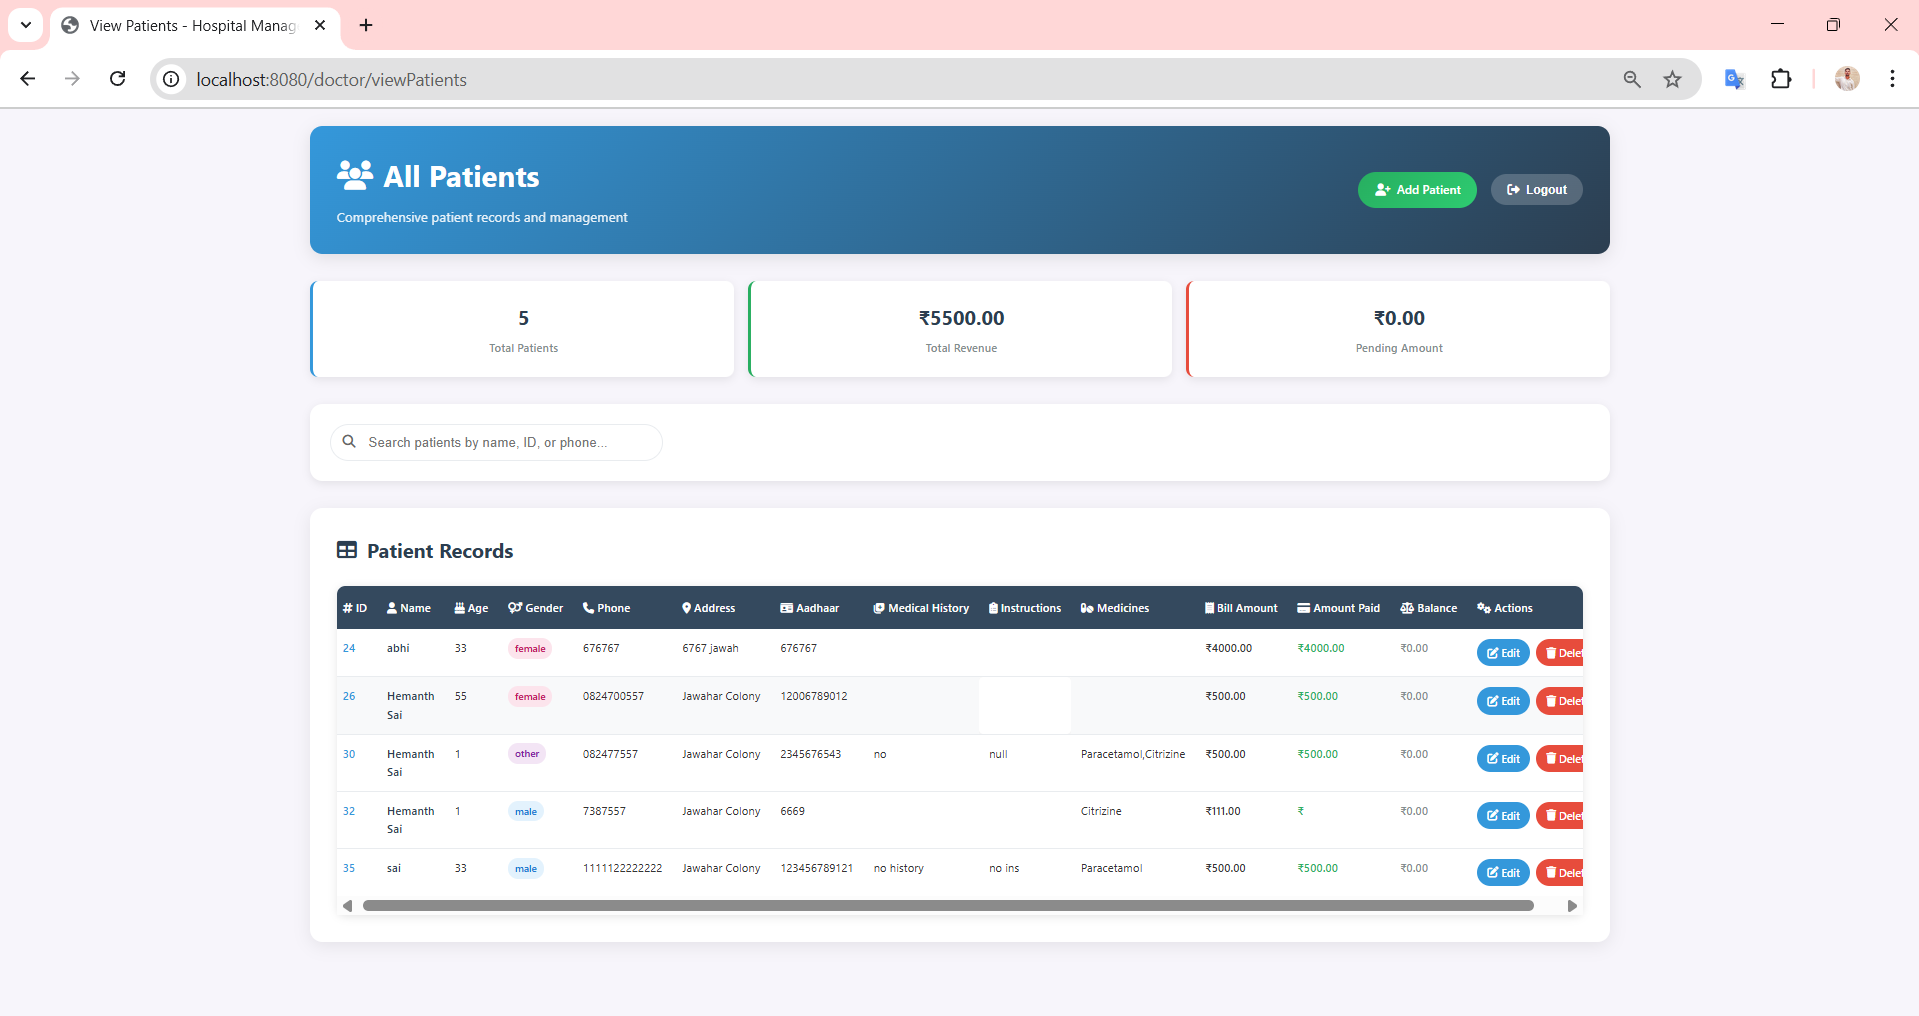 View Patients - Hospital Manag
localhost:8080/doctor/viewPatients
All Patients
Comprehensive patient records and management
Add Patient
Logout
5
Total Patients
₹5500.00
Total Revenue
₹0.00
Pending Amount
Search patients by name, ID, or phone...
Patient Records
# ID Name Age Gender Phone Address Aadhaar Medical History Instructions Medicines Bill Amount Amount Paid Balance Actions
24 abhi 33 female 676767 6767 jawah 676767 ₹4000.00 ₹4000.00 ₹0.00 Edit Delet
26 Hemanth Sai 55 female 0824700557 Jawahar Colony 12006789012 ₹500.00 ₹500.00 ₹0.00 Edit Delet
30 Hemanth Sai 1 other 082477557 Jawahar Colony 2345676543 no null Paracetamol,Citrizine ₹500.00 ₹500.00 ₹0.00 Edit Delet
32 Hemanth Sai 1 male 7387557 Jawahar Colony 6669 Citrizine ₹111.00 ₹ ₹0.00 Edit Delet
35 sai 33 male 1111122222222 Jawahar Colony 123456789121 no history no ins Paracetamol ₹500.00 ₹500.00 ₹0.00 Edit Delet